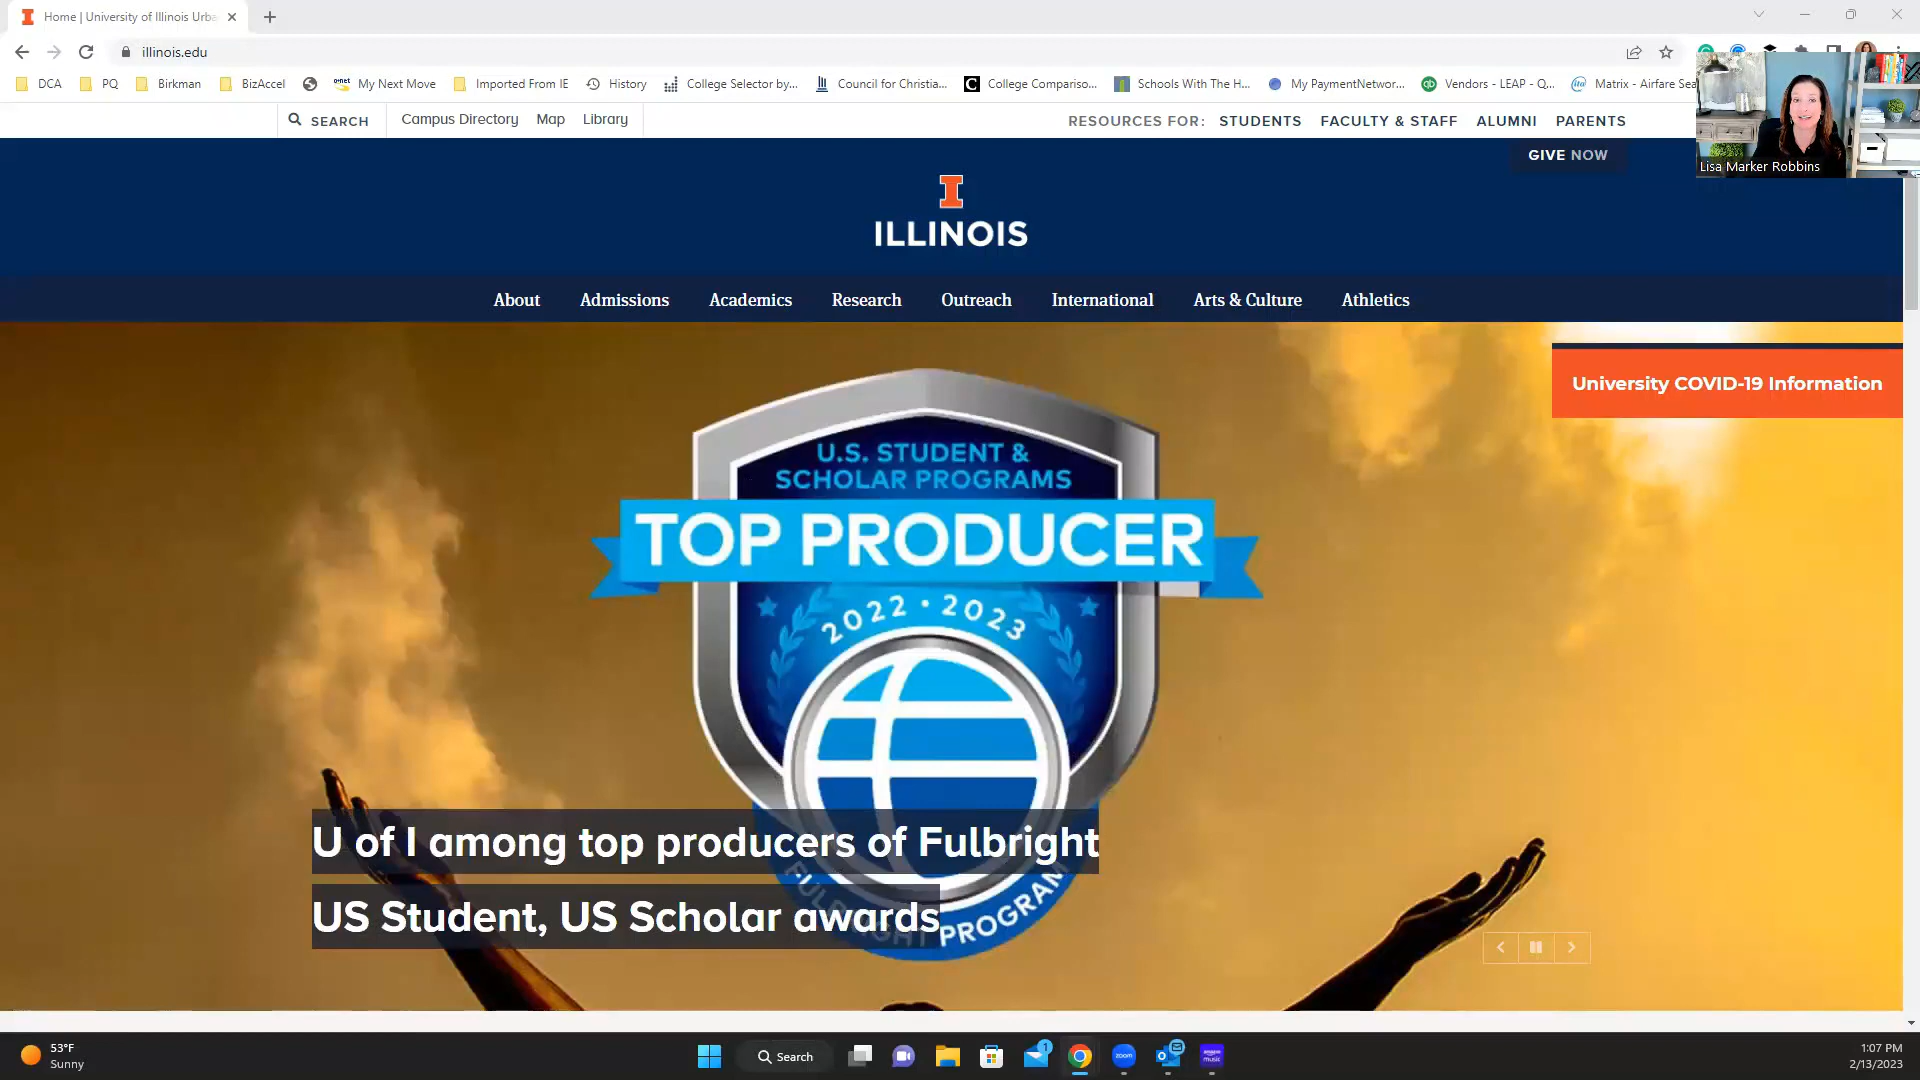 Home | University of Illinois Urba
illinois.edu
DCA
PQ
Birkman
BizAccel
My Next Move
Imported From IE
History
College Selector by...
Council for Christia...
College Compariso...
Schools With The H...
My PaymentNetwor...
Vendors - LEAP - Q...
Matrix - Airfare Sea
Lisa Marker Robbins
SEARCH
Campus Directory
Map
Library
RESOURCES FOR:
STUDENTS
FACULTY & STAFF
ALUMNI
PARENTS
GIVE NOW
I
ILLINOIS
About
Admissions
Academics
Research
Outreach
International
Arts & Culture
Athletics
University COVID-19 Information
U.S. STUDENT &
SCHOLAR PROGRAMS
TOP PRODUCER
2022 • 2023
U of I among top producers of Fulbright
US Student, US Scholar awards
FULBRIGHT PROGRAM
53°F
Sunny
Search
1
zoom
1:07 PM
2/13/2023